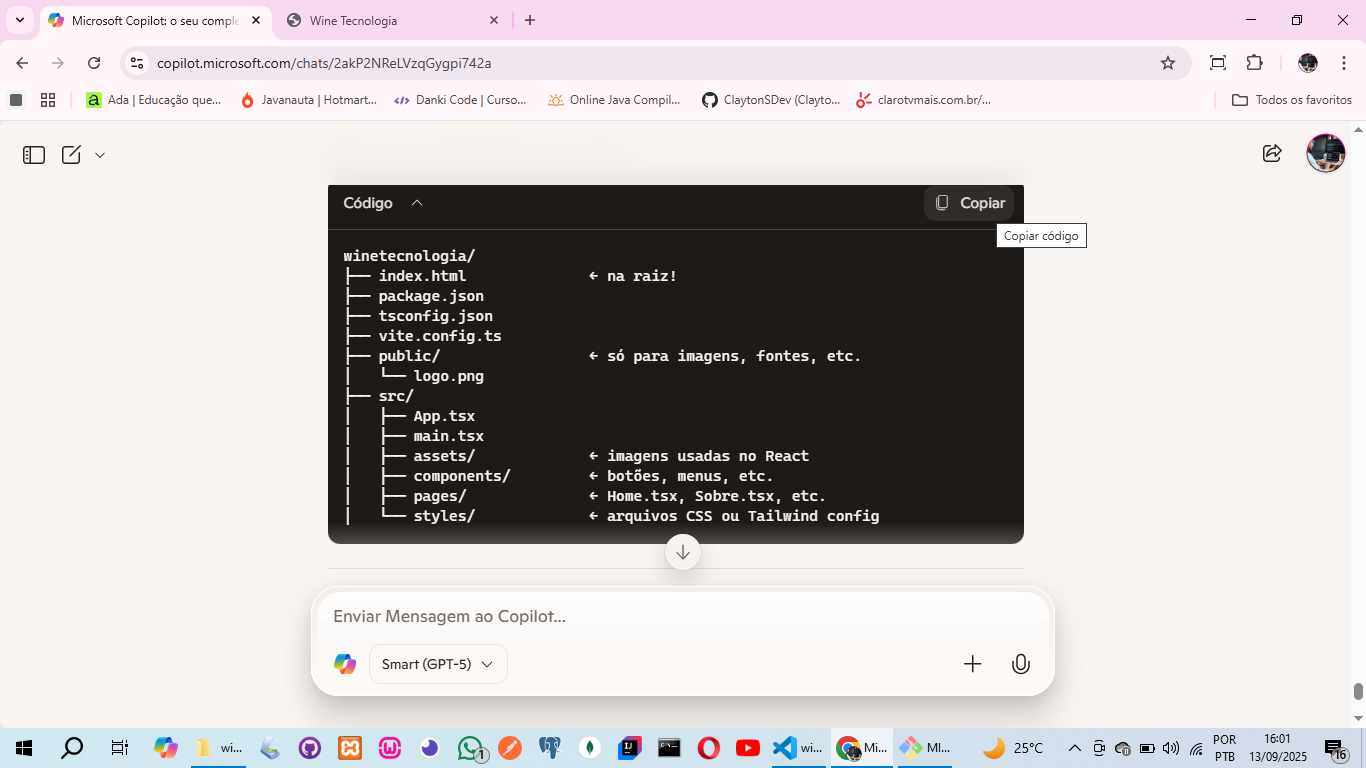 Microsoft Copilot: o seu comple
Wine Tecnologia
copilot.microsoft.com/chats/2akP2NReLVzqGygpi742a
Ada | Educação que...
Javanauta | Hotmart...
Danki Code | Curso...
Online Java Compil...
ClaytonSDev (Clayto...
clarotvmais.com.br/...
Todos os favoritos
Código
Copiar
Copiar código
winetecnologia/
├── index.html ← na raiz!
├── package.json
├── tsconfig.json
├── vite.config.ts
├── public/ ← só para imagens, fontes, etc.
│   └── logo.png
├── src/
│   ├── App.tsx
│   ├── main.tsx
│   ├── assets/ ← imagens usadas no React
│   ├── components/ ← botões, menus, etc.
│   ├── pages/ ← Home.tsx, Sobre.tsx, etc.
│   └── styles/ ← arquivos CSS ou Tailwind config
Enviar Mensagem ao Copilot...
Smart (GPT-5)
wi...
1
wi...
Mi...
MI...
25°C
POR
PTB
16:01
13/09/2025
16